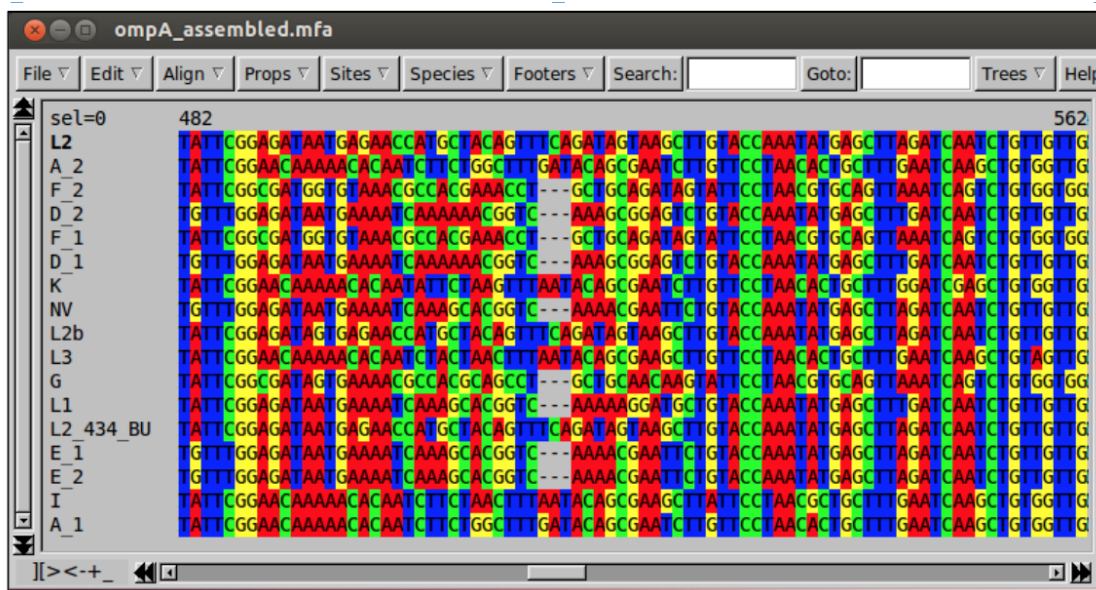 ompA_assembled.mfa
File Edit Align Props Sites Species Footers Search: Goto: Trees Help
sel=0 482 562
L2 TATTCGGAGATAATGAGAACCATGCTACAGTTTCAGATAGTAAGCTTGTACCAAATATGAGCTTAGATCAATCTGTTGTTG
A_2 TATTCGGAACAAAAACACAATCTTCTGGCTTTGATACAGCGAATCTTGTTCCTAACACTGCTTTGAATCAAGCTGTGGTTG
F_2 TATTCGGCGATGGTGTAAACGCCACGAAACCT---GCTGCAGATAGTATTCCTAACGTGCAGTTAAATCAGTCTGTGGTGG
D_2 TGTTTGGAGATAATGAAAATCAAAAAACGGTC---AAAGCGGAGTCTGTACCAAATATGAGCTTTGATCAATCTGTTGTTG
F_1 TATTCGGCGATGGTGTAAACGCCACGAAACCT---GCTGCAGATAGTATTCCTAACGTGCAGTTAAATCAGTCTGTGGTGG
D_1 TGTTTGGAGATAATGAAAATCAAAAAACGGTC---AAAGCGGAGTCTGTACCAAATATGAGCTTTGATCAATCTGTTGTTG
K TATTCGGAACAAAAACACAATATTCTAAGTTTAATACAGCGAATCTTGTTCCTAACACTGCTTTGGATCGAGCTGTGGTTG
NV TGTTTGGAGATAATGAAAATCAAAGCACGGTC---AAAACGAATTCTGTACCAAATATGAGCTTAGATCAATCTGTTGTTG
L2b TATTCGGAGATAGTGAGAACCATGCTACAGTTTCAGATAGTAAGCTTGTACCAAATATGAGCTTAGATCAATCTGTTGTTG
L3 TATTCGGAACAAAAACACAATCTACTAACTTTAATACAGCGAAGCTTGTTCCTAACACTGCTTTGAATCAAGCTGTAGTTG
G TATTCGGCGATAGTGAAAACGCCACGCAGCCT---GCTGCAACAAGTATTCCTAACGTGCAGTTAAATCAGTCTGTGGTGG
L1 TATTCGGAGATAATGAAAATCAAAGCACGGTC---AAAAAGGATGCTGTACCAAATATGAGCTTTGATCAATCTGTTGTTG
L2_434_BU TATTCGGAGATAATGAGAACCATGCTACAGTTTCAGATAGTAAGCTTGTACCAAATATGAGCTTAGATCAATCTGTTGTTG
E_1 TGTTTGGAGATAATGAAAATCAAAGCACGGTC---AAAACGAATTCTGTACCAAATATGAGCTTAGATCAATCTGTTGTTG
E_2 TGTTTGGAGATAATGAAAATCAAAGCACGGTC---AAAACGAATTCTGTACCAAATATGAGCTTAGATCAATCTGTTGTTG
I TATTCGGAACAAAAACACAATCTTCTAACTTTAATACAGCGAAGCTTATTCCTAACGCTGCTTTGAATCAAGCTGTGGTTG
A_1 TATTCGGAACAAAAACACAATCTTCTGGCTTTGATACAGCGAATCTTGTTCCTAACACTGCTTTGAATCAAGCTGTGGTTG
][><-+_